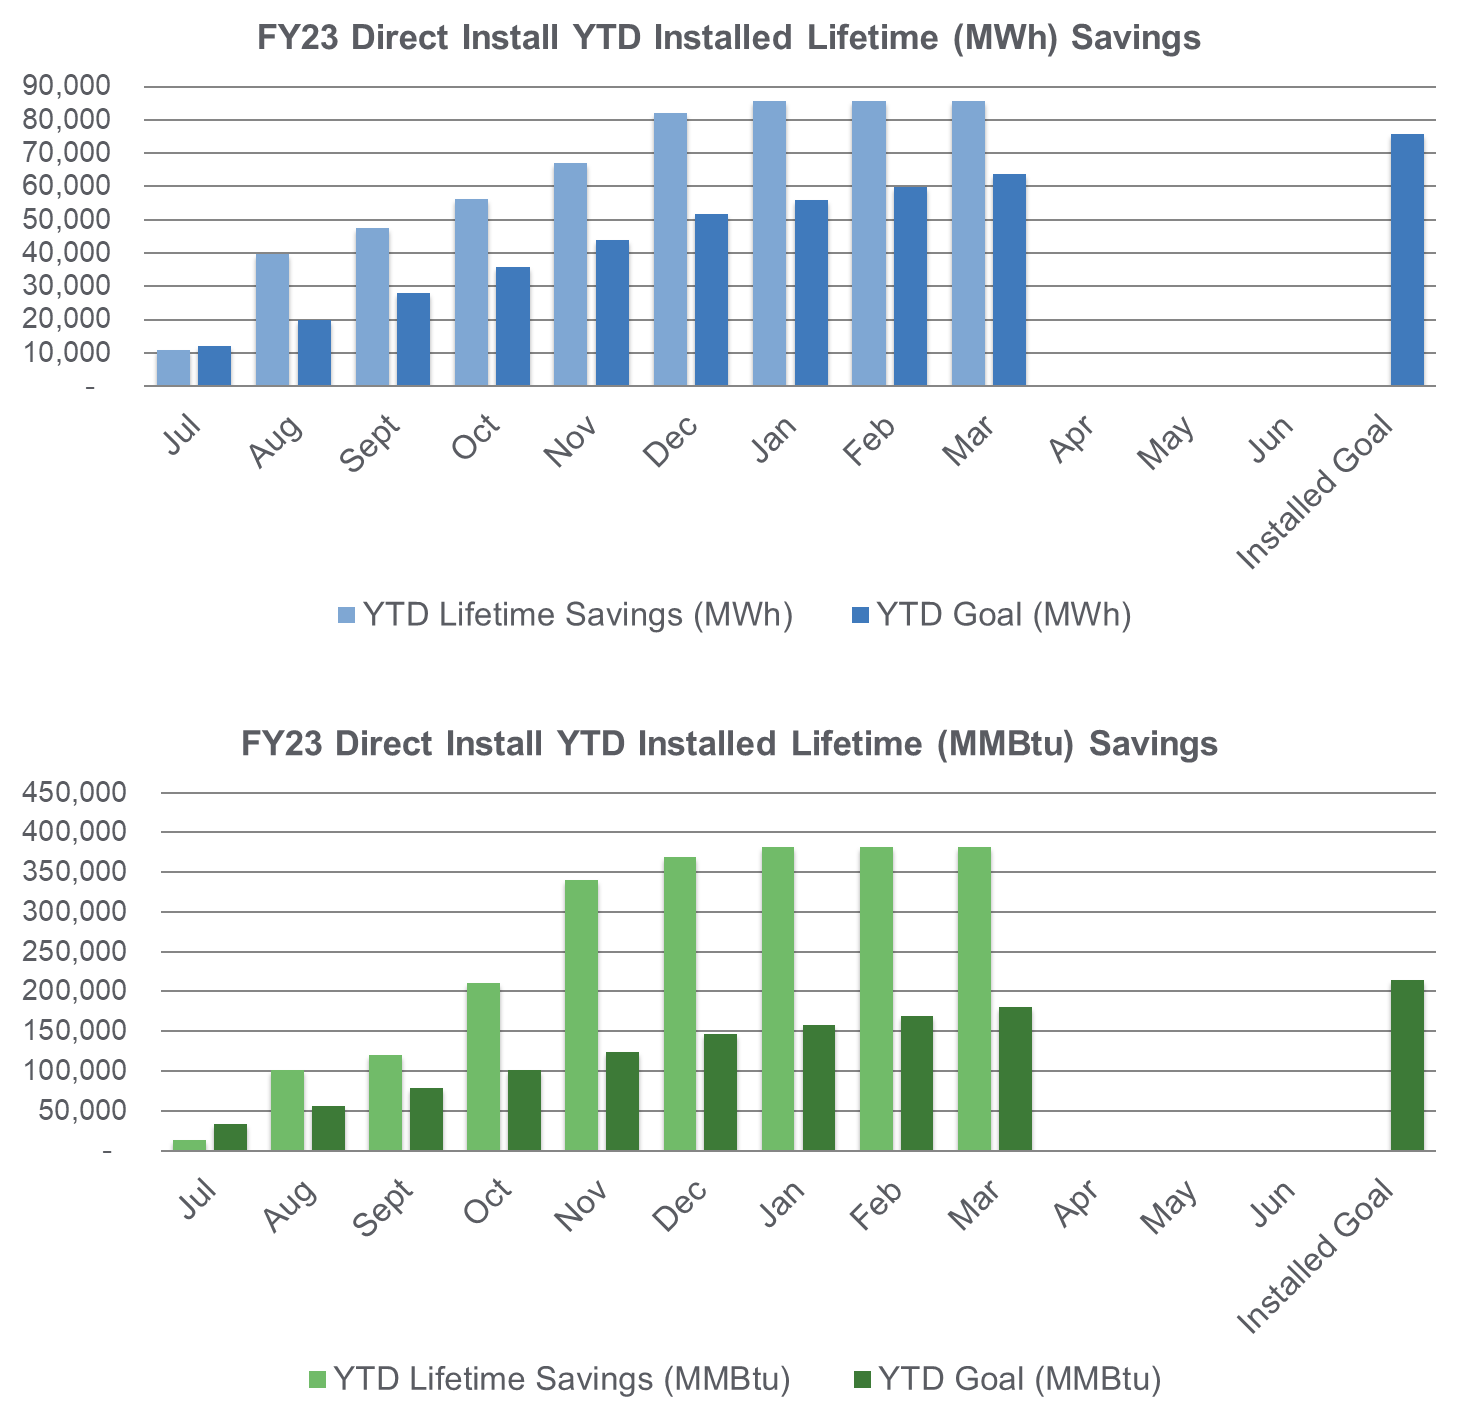 FY23 Direct Install YTD Installed Lifetime (MWh) Savings
90,000
80,000
70,000
60,000
50,000
40,000
30,000
20,000
10,000
-
Jul
Aug
Sept
Oct
Nov
Dec
Jan
Feb
Mar
Apr
May
Jun
Installed Goal
YTD Lifetime Savings (MWh)
YTD Goal (MWh)
FY23 Direct Install YTD Installed Lifetime (MMBtu) Savings
450,000
400,000
350,000
300,000
250,000
200,000
150,000
100,000
50,000
-
Jul
Aug
Sept
Oct
Nov
Dec
Jan
Feb
Mar
Apr
May
Jun
Installed Goal
YTD Lifetime Savings (MMBtu)
YTD Goal (MMBtu)